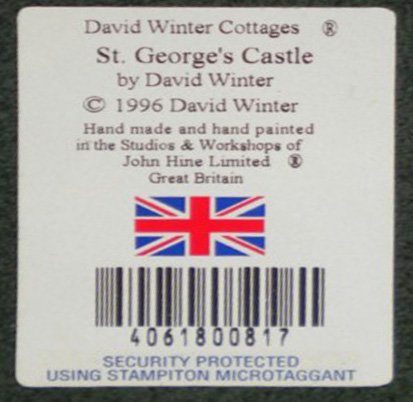 David Winter Cottages ®
St. George's Castle
by David Winter
© 1996 David Winter
Hand made and hand painted
in the Studios & Workshops of
John Hine Limited ®
Great Britain
4061800817
SECURITY PROTECTED
USING STAMPITON MICROTAGGANT